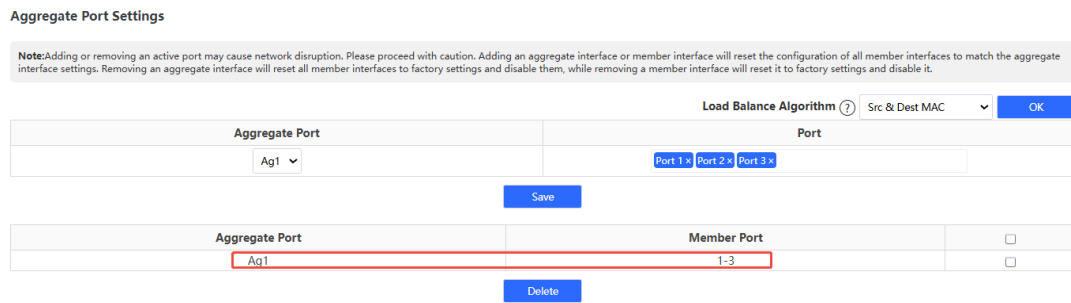 Aggregate Port Settings
Note:Adding or removing an active port may cause network disruption. Please proceed with caution. Adding an aggregate interface or member interface will reset the configuration of all member interfaces to match the aggregate
interface settings. Removing an aggregate interface will reset all member interfaces to factory settings and disable them, while removing a member interface will reset it to factory settings and disable it.
Load Balance Algorithm ? Src & Dest MAC OK
Aggregate Port Port
Ag1 Port 1 × Port 2 × Port 3 ×
Save
Aggregate Port Member Port
Ag1 1-3
Delete